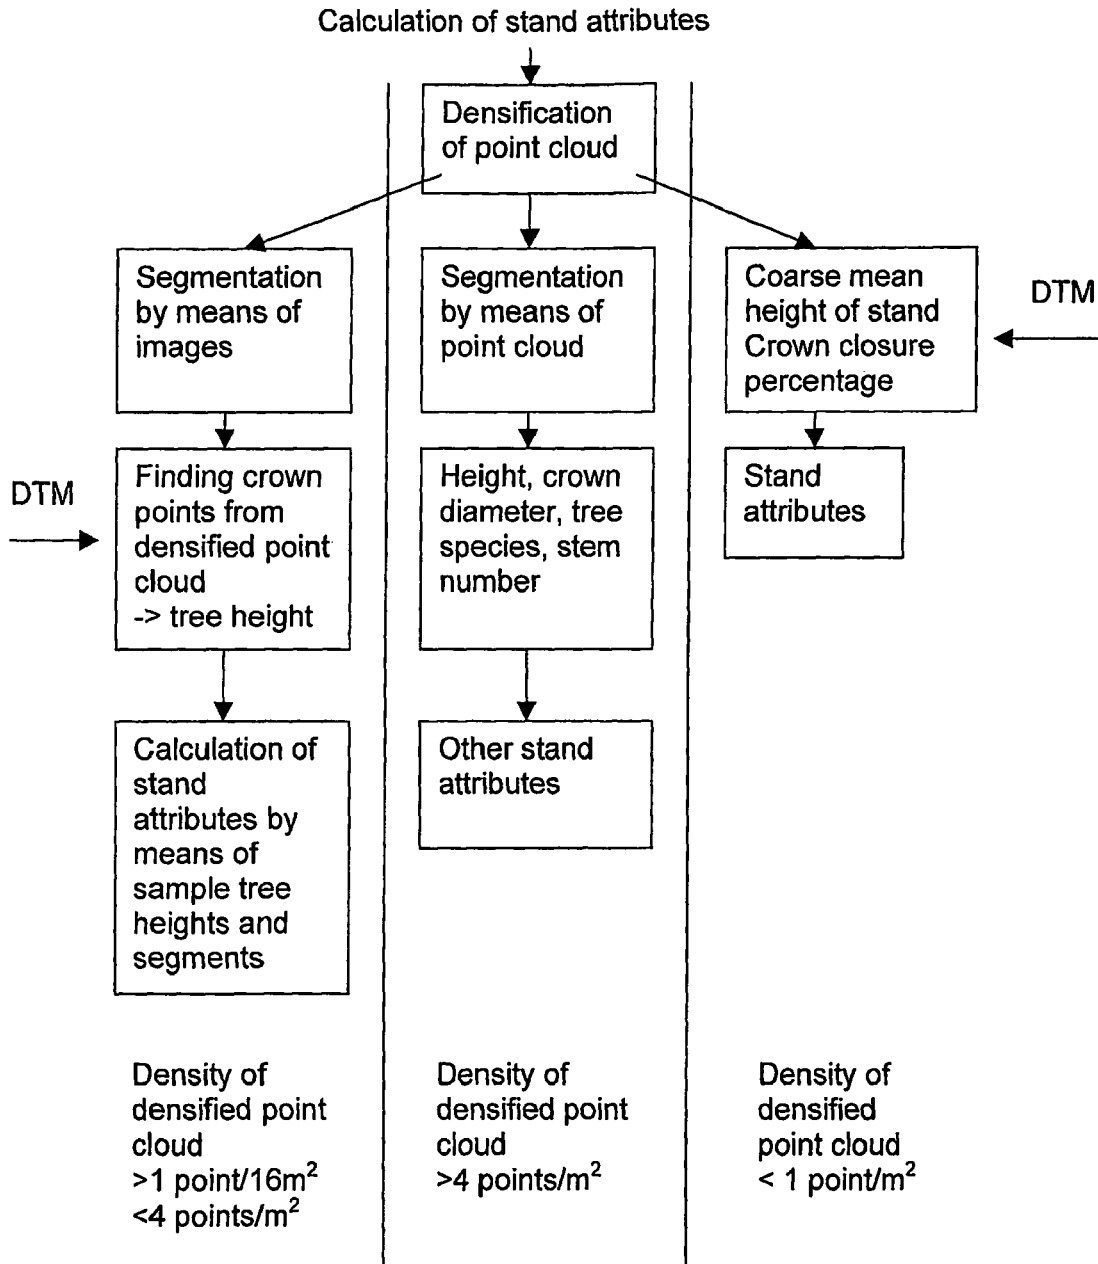 Calculation of stand attributes
Densification
of point cloud
Segmentation
by means of
images
Segmentation
by means of
point cloud
Coarse mean
height of stand
Crown closure
percentage
DTM
DTM
Finding crown
points from
densified point
cloud
-> tree height
Height, crown
diameter, tree
species, stem
number
Stand
attributes
Calculation of
stand
attributes by
means of
sample tree
heights and
segments
Other stand
attributes
Density of
densified point
cloud
>1 point/16m²
<4 points/m²
Density of
densified point
cloud
>4 points/m²
Density of
densified
point cloud
< 1 point/m²